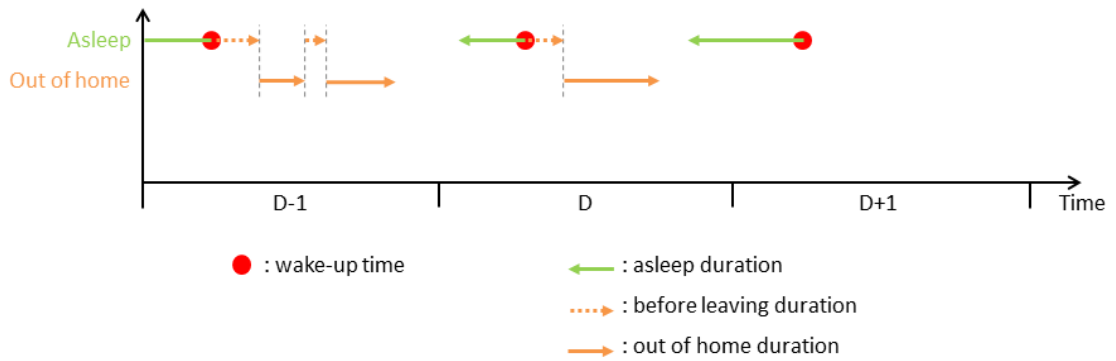 Asleep
Out of home
D-1
D
D+1
Time
: wake-up time
: asleep duration
: before leaving duration
: out of home duration